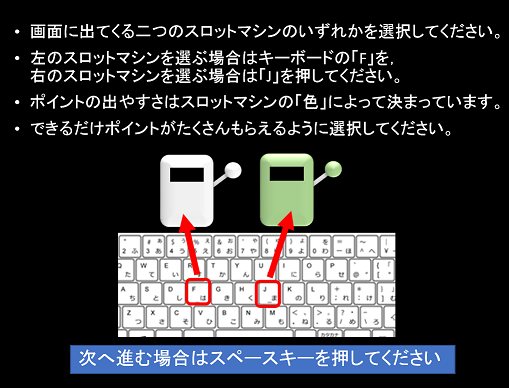 • 画面に出てくる二つのスロットマシンのいずれかを選択してください。
• 左のスロットマシンを選ぶ場合はキーボードの「F」を,
右のスロットマシンを選ぶ場合は「J」を押してください。
• ポイントの出やすさはスロットマシンの「色」によって決まっています。
• できるだけポイントがたくさんもらえるように選択してください。
F は
J ま
次へ進む場合はスペースキーを押してください